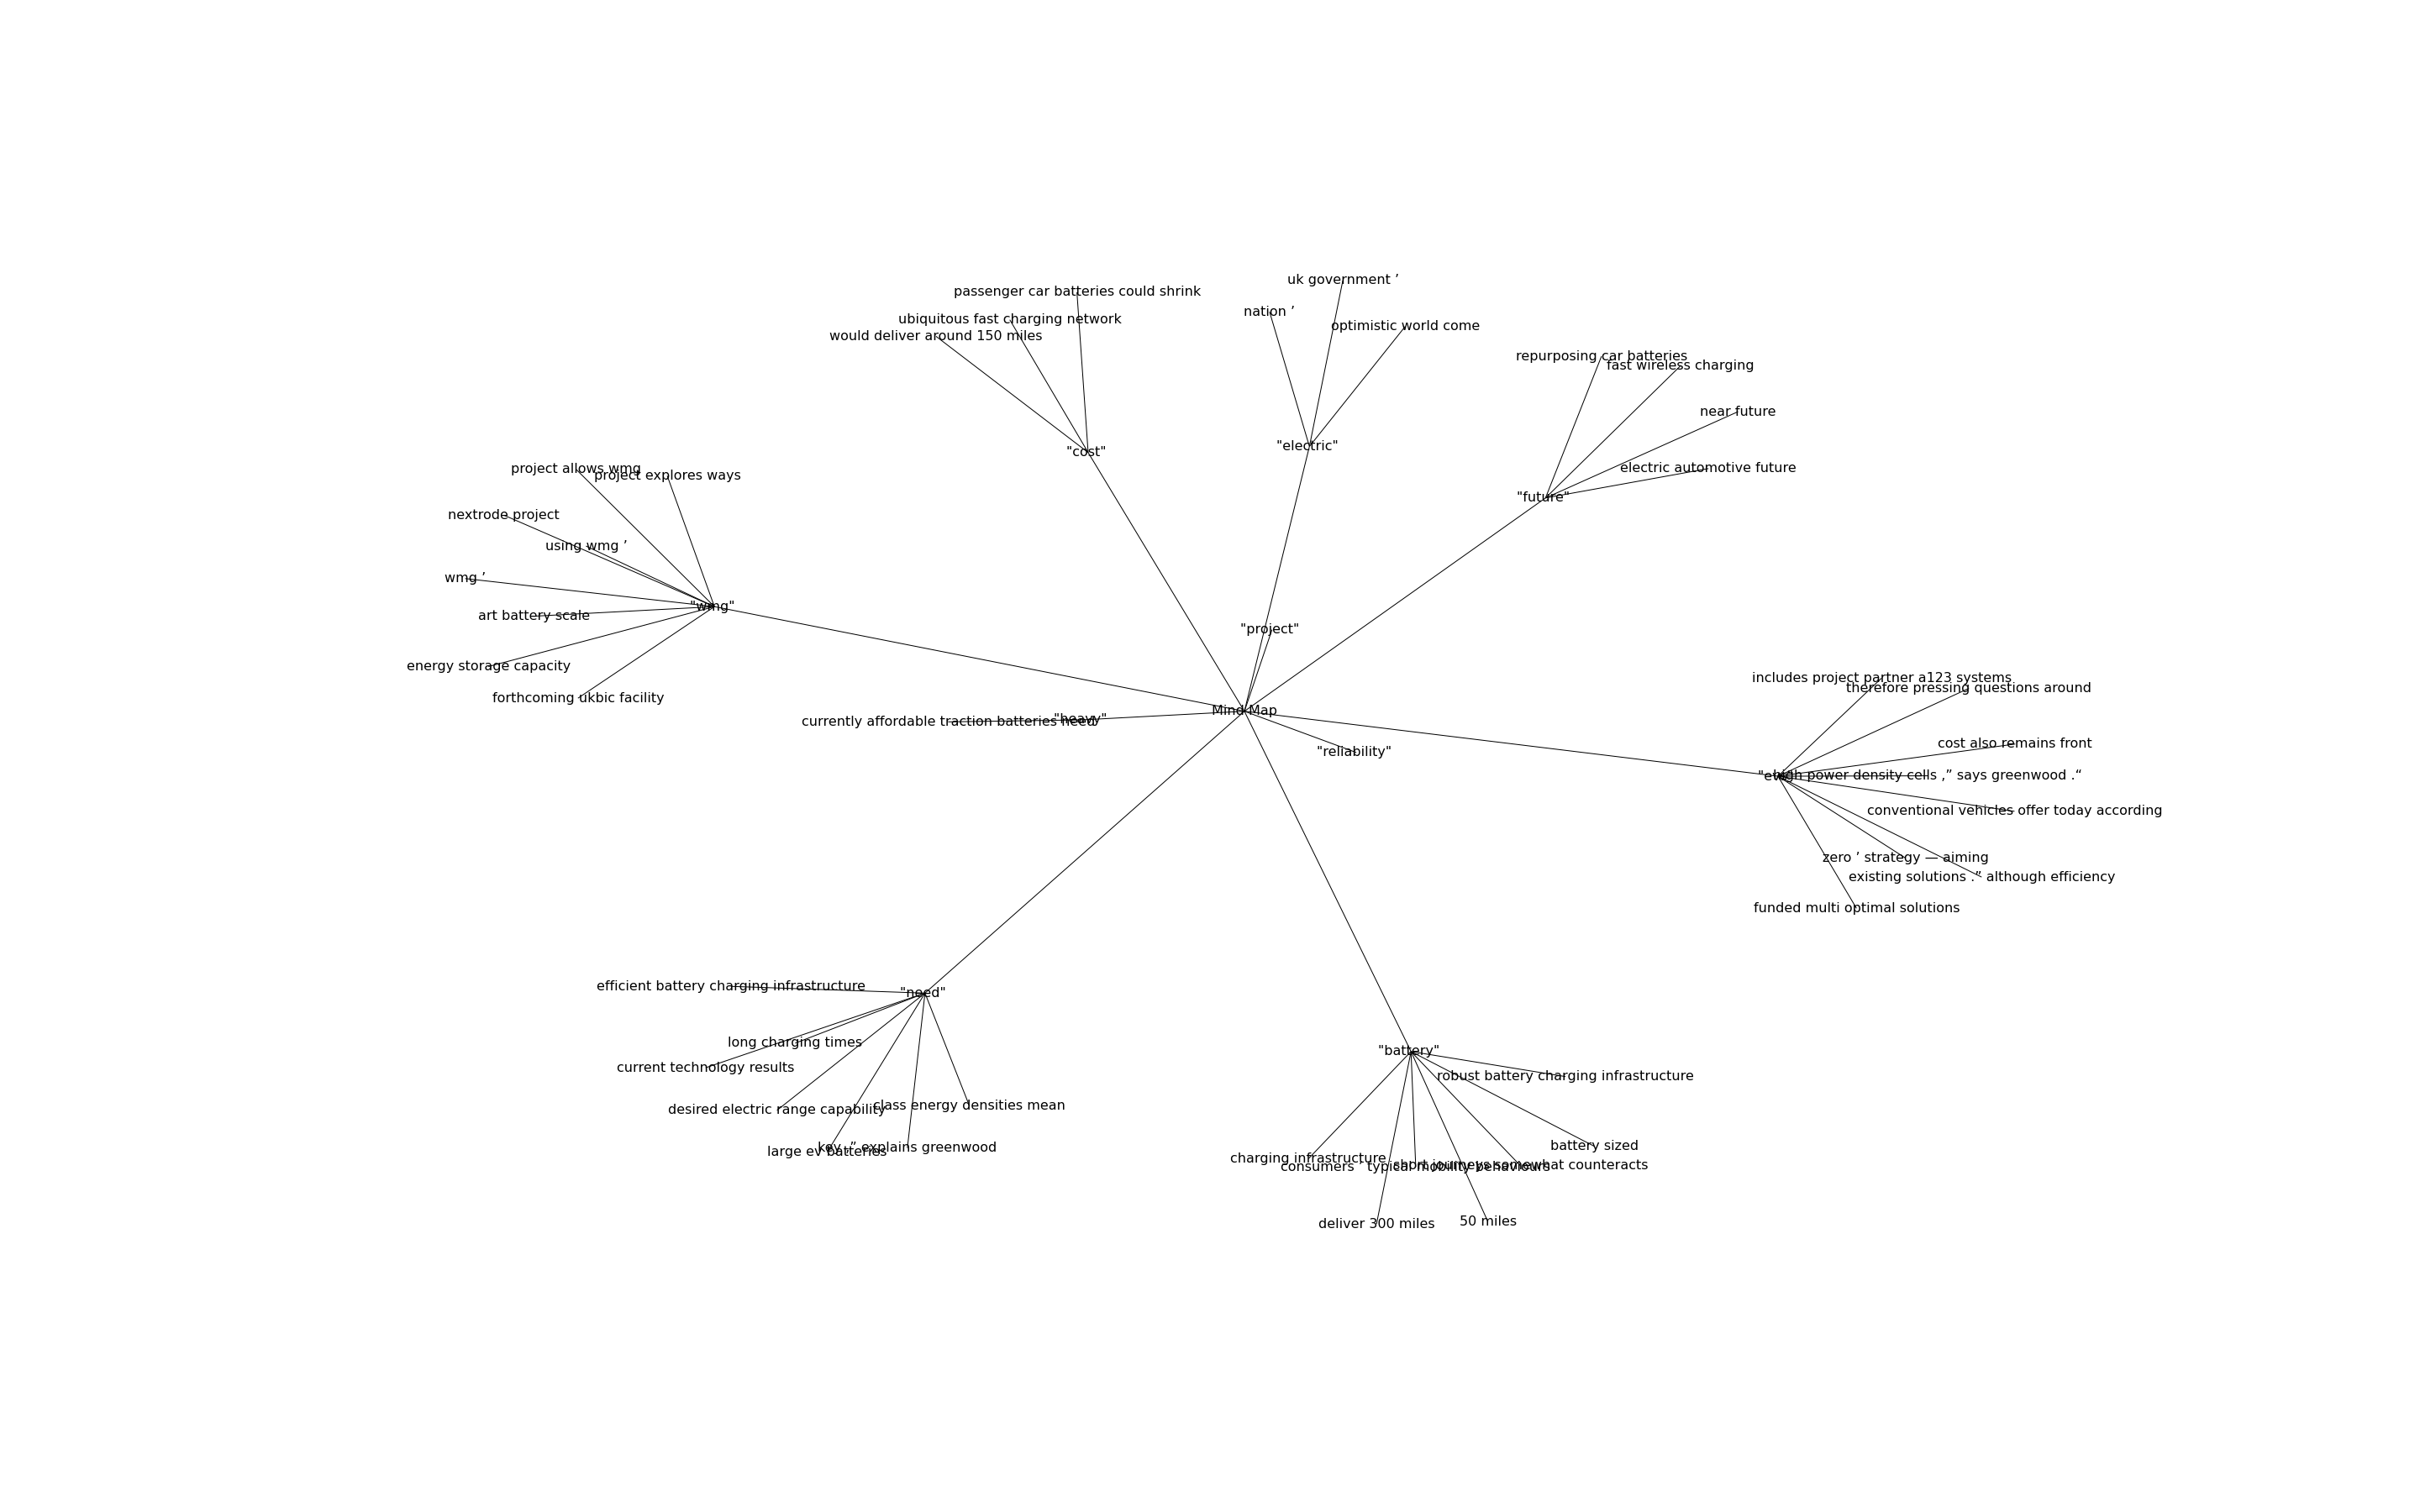 uk government ’
passenger car batteries could shrink
nation ’
ubiquitous fast charging network
optimistic world come
would deliver around 150 miles
repurposing car batteries
fast wireless charging
near future
"electric"
"cost"
project allows wmg
electric automotive future
project explores ways
"future"
nextrode project
using wmg ’
wmg ’
"wmg"
art battery scale
"project"
energy storage capacity
includes project partner a123 systems
therefore pressing questions around
forthcoming ukbic facility
Mind Map
"heavy"
currently affordable traction batteries need
cost also remains front
"reliability"
high power density cells ,” says greenwood .“
conventional vehicles offer today according
zero ’ strategy — aiming
existing solutions .” although efficiency
funded multi optimal solutions
efficient battery charging infrastructure
"need"
long charging times
"battery"
current technology results
robust battery charging infrastructure
class energy densities mean
desired electric range capability
battery sized
key ,” explains greenwood
large ev batteries
charging infrastructure
short journeys somewhat counteracts
consumers ’ typical mobility behaviours
50 miles
deliver 300 miles